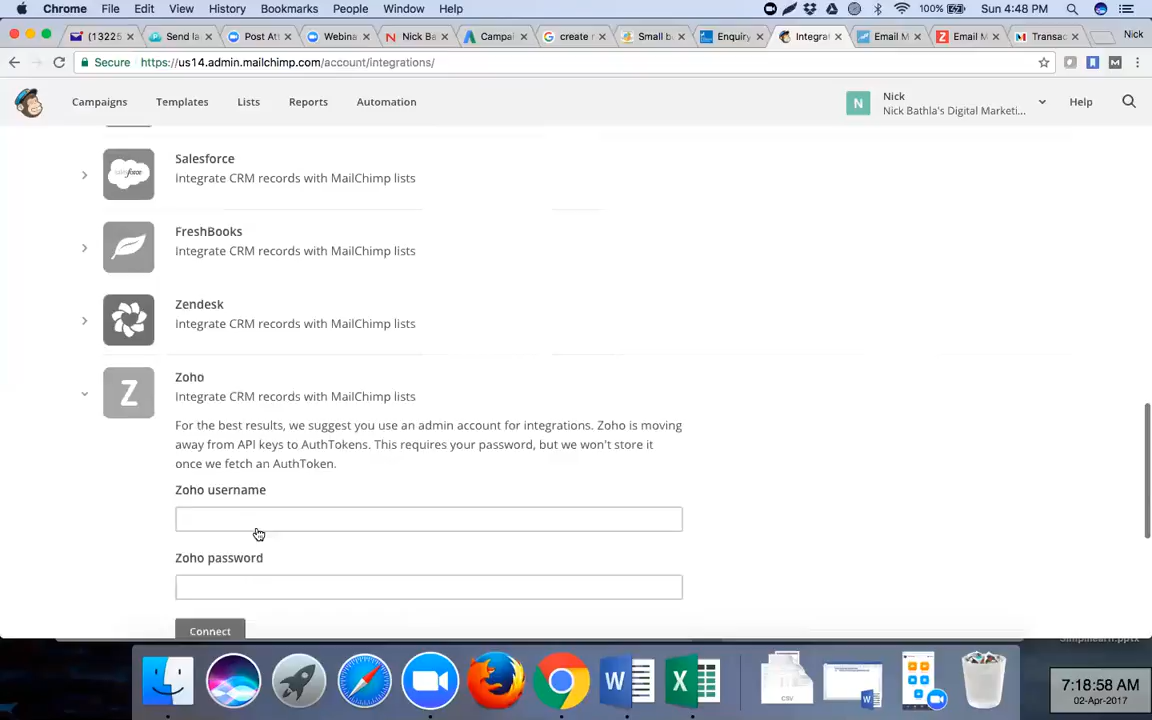 Chrome File Edit View History Bookmarks People Window Help 100% Sun 4:48 PM
(13225 Send la Post Att Webina Nick Ba Campai create r Small b Enquiry Integrat Email M Email M Transac Nick
Secure https://us14.admin.mailchimp.com/account/integrations/
Campaigns Templates Lists Reports Automation N Nick Help
Nick Bathla's Digital Marketi...
Salesforce
Integrate CRM records with MailChimp lists
FreshBooks
Integrate CRM records with MailChimp lists
Zendesk
Integrate CRM records with MailChimp lists
Z Zoho
Integrate CRM records with MailChimp lists
For the best results, we suggest you use an admin account for integrations. Zoho is moving
away from API keys to AuthTokens. This requires your password, but we won't store it
once we fetch an AuthToken.
Zoho username
Zoho password
Connect
CSV
7:18:58 AM
02-Apr-2017